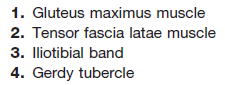 1. Gluteus maximus muscle
2. Tensor fascia latae muscle
3. Iliotibial band
4. Gerdy tubercle